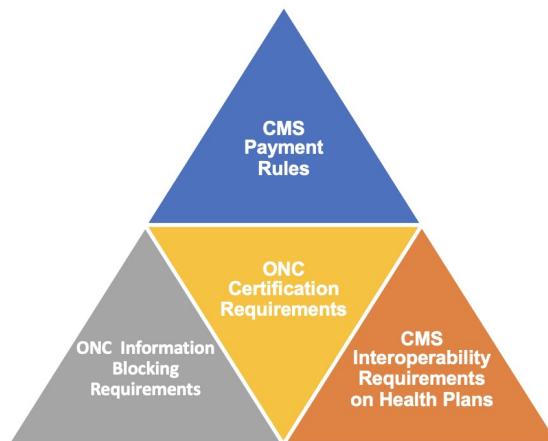 CMS
Payment
Rules
ONC
Certification
Requirements
ONC Information
Blocking
Requirements
CMS
Interoperability
Requirements
on Health Plans